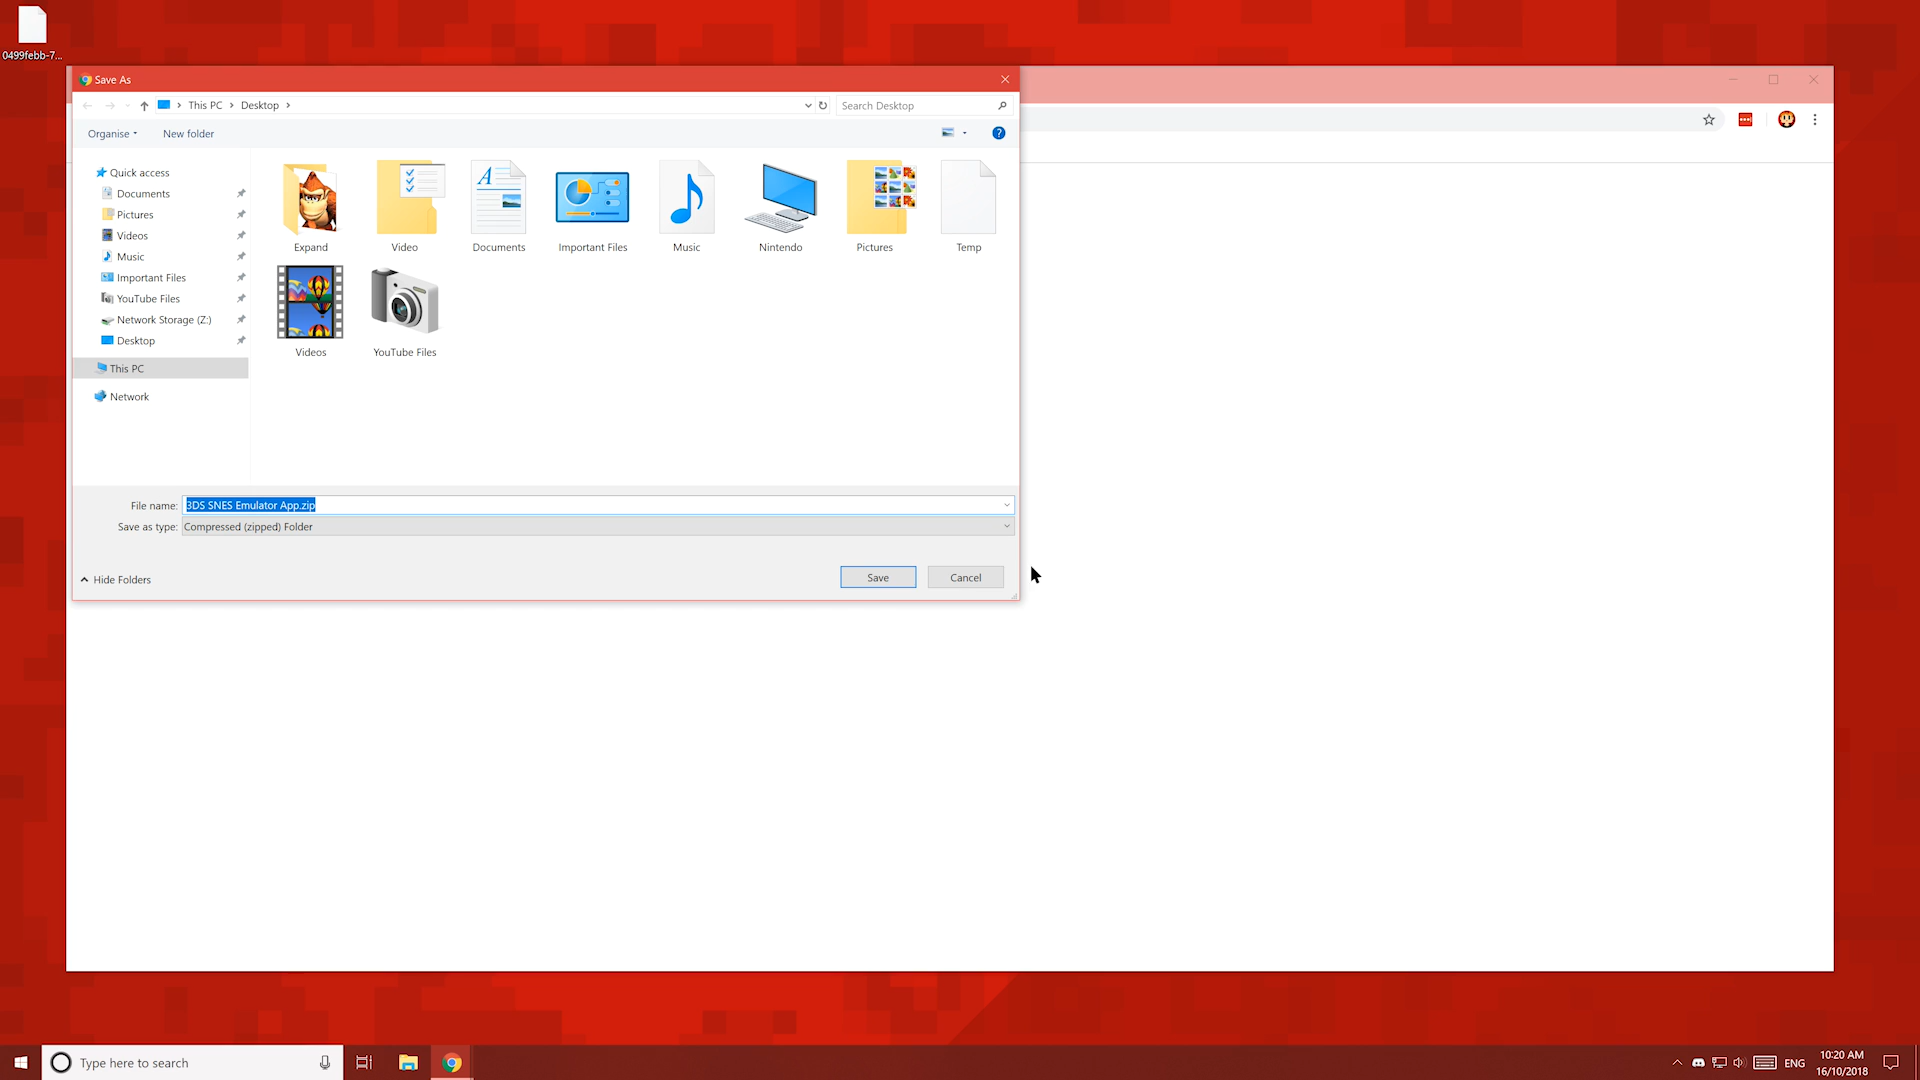 0499febb-7...
Save As
This PC
Desktop
Search Desktop
Organise
New folder
Quick access
Documents
Pictures
Videos
Music
Important Files
YouTube Files
Network Storage (Z:)
Desktop
This PC
Network
Expand
Video
Documents
Important Files
Music
Nintendo
Pictures
Temp
Videos
YouTube Files
File name: 3DS SNES Emulator App.zip
Save as type: Compressed (zipped) Folder
Hide Folders
Save
Cancel
Type here to search
ENG
10:20 AM
16/10/2018